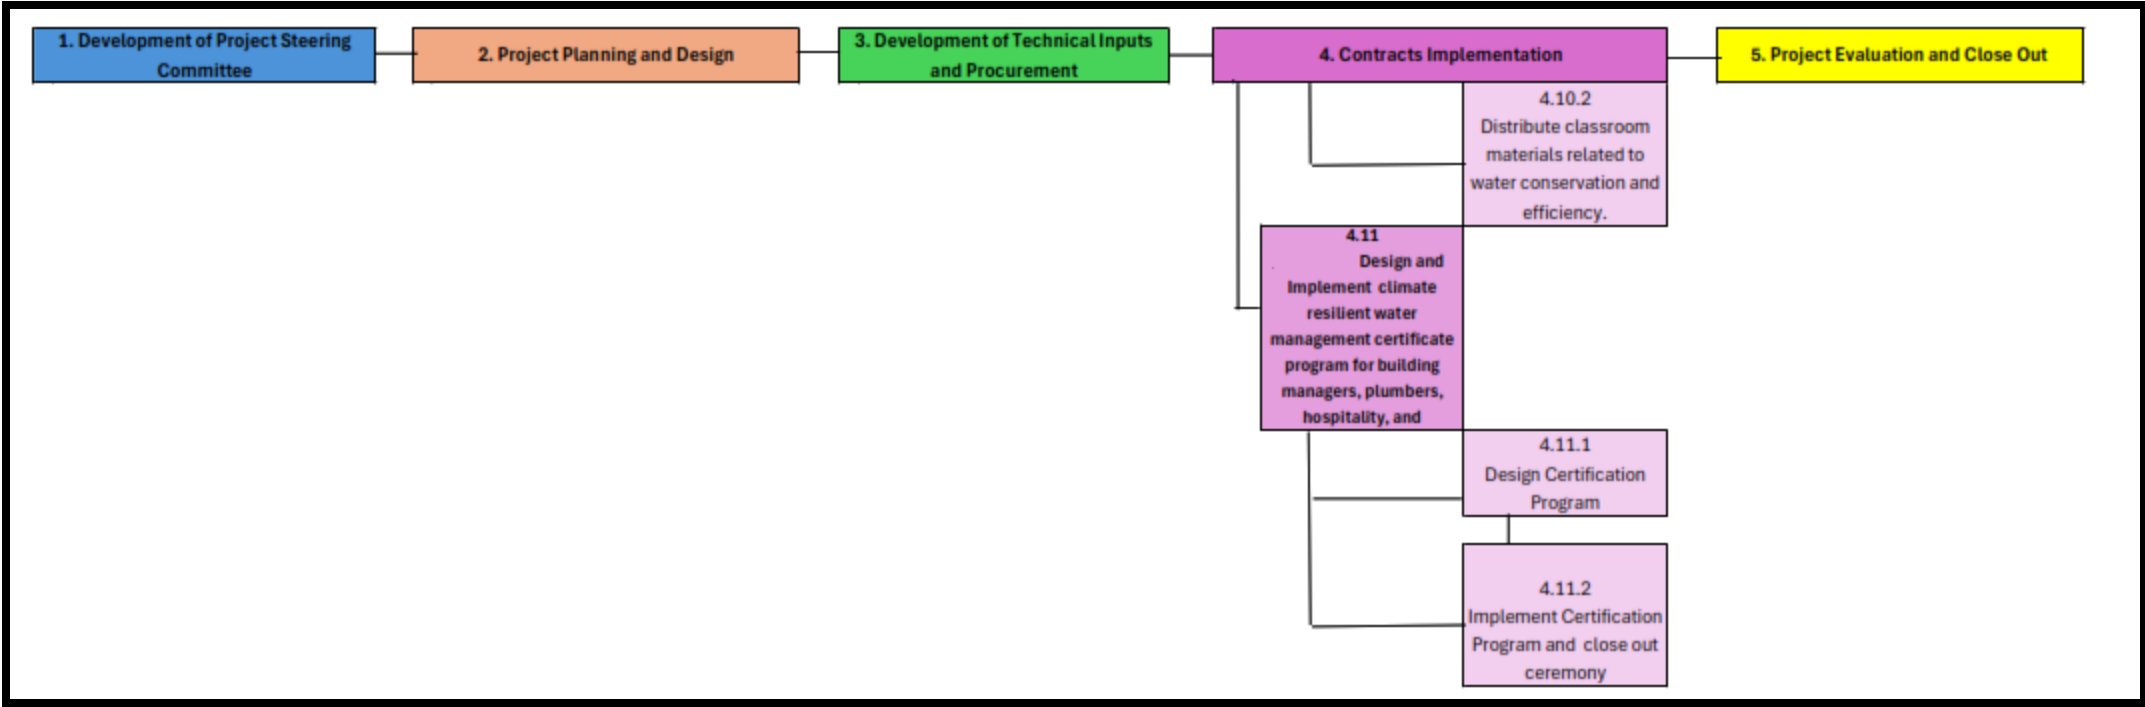 1. Development of Project Steering
Committee
2. Project Planning and Design
3. Development of Technical Inputs
and Procurement
4. Contracts Implementation
5. Project Evaluation and Close Out
4.10.2
Distribute classroom
materials related to
water conservation and
efficiency.
4.11
Design and
Implement climate
resilient water
management certificate
program for building
managers, plumbers,
hospitality, and
4.11.1
Design Certification
Program
4.11.2
Implement Certification
Program and close out
ceremony